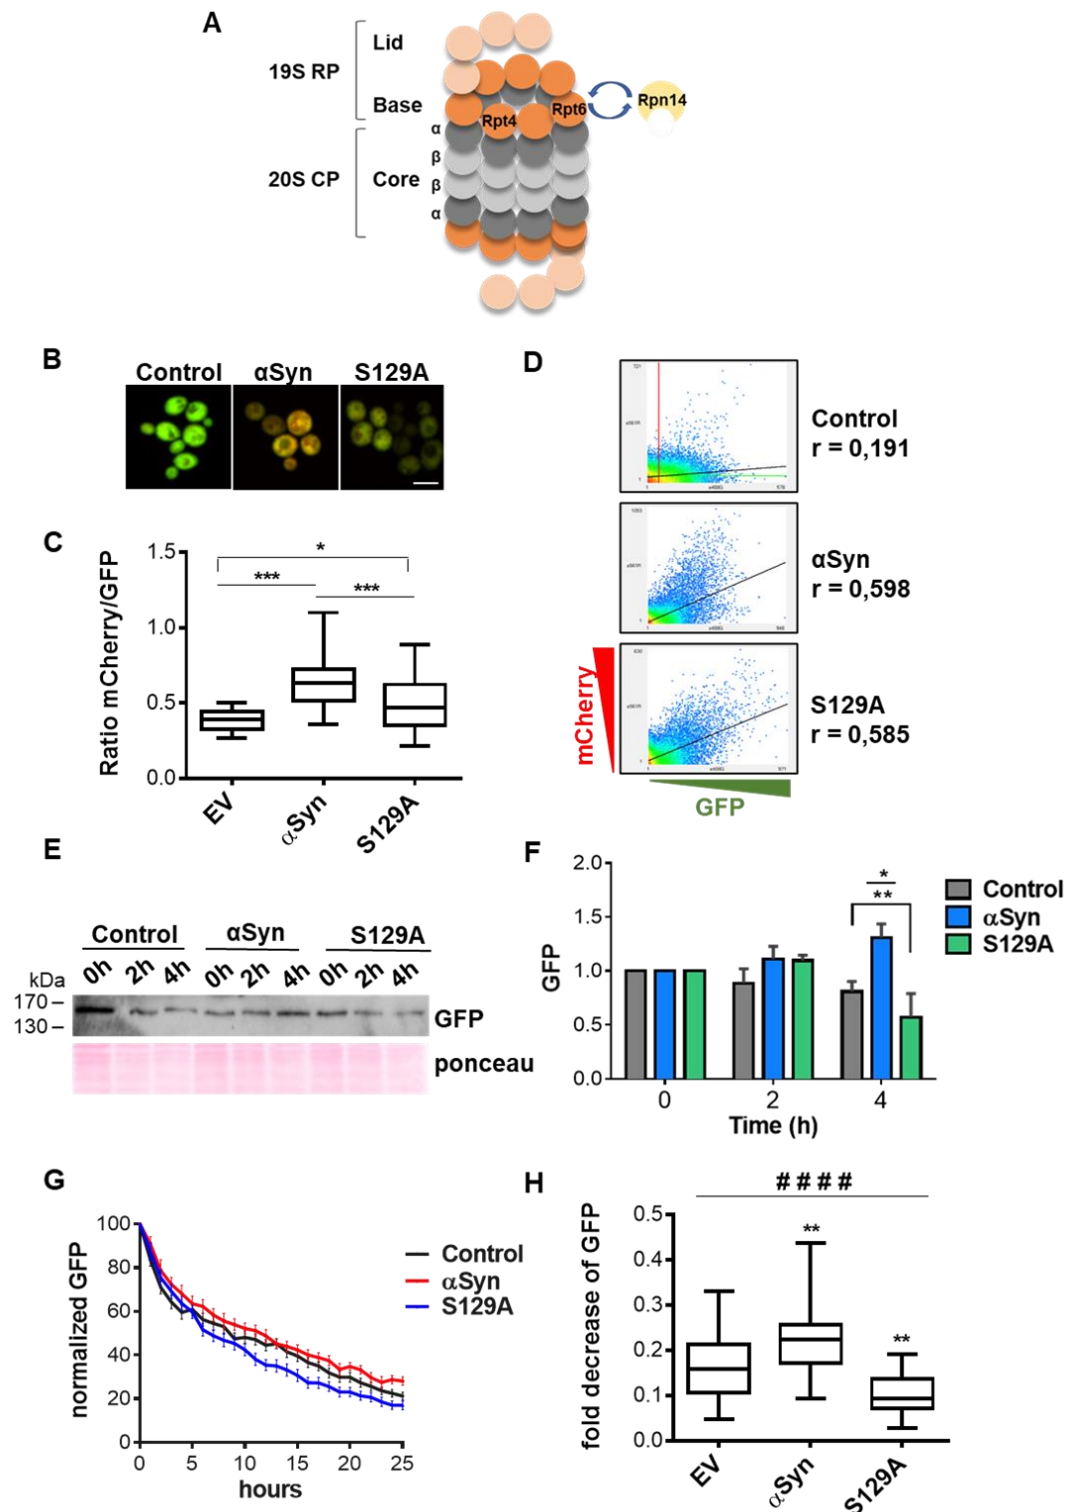 A
Lid
19S RP
Base
Rpt4
Rpt6
Rpn14
α
β
20S CP
Core
β
α
B
Control
αSyn
S129A
C
Ratio mCherry/GFP
1.5
1.0
0.5
0.0
*
***
***
EV
αSyn
S129A
D
Control
r = 0,191
αSyn
r = 0,598
S129A
r = 0,585
mCherry
GFP
E
Control
αSyn
S129A
kDa
0h 2h 4h 0h 2h 4h 0h 2h 4h
170
130
GFP
ponceau
F
GFP
2.0
1.5
1.0
0.5
0.0
*
**
0 2 4
Time (h)
Control
αSyn
S129A
G
normalized GFP
100
80
60
40
20
0
0 5 10 15 20 25
hours
Control
αSyn
S129A
H
####
fold decrease of GFP
0.5
0.4
0.3
0.2
0.1
0.0
**
**
EV
αSyn
S129A